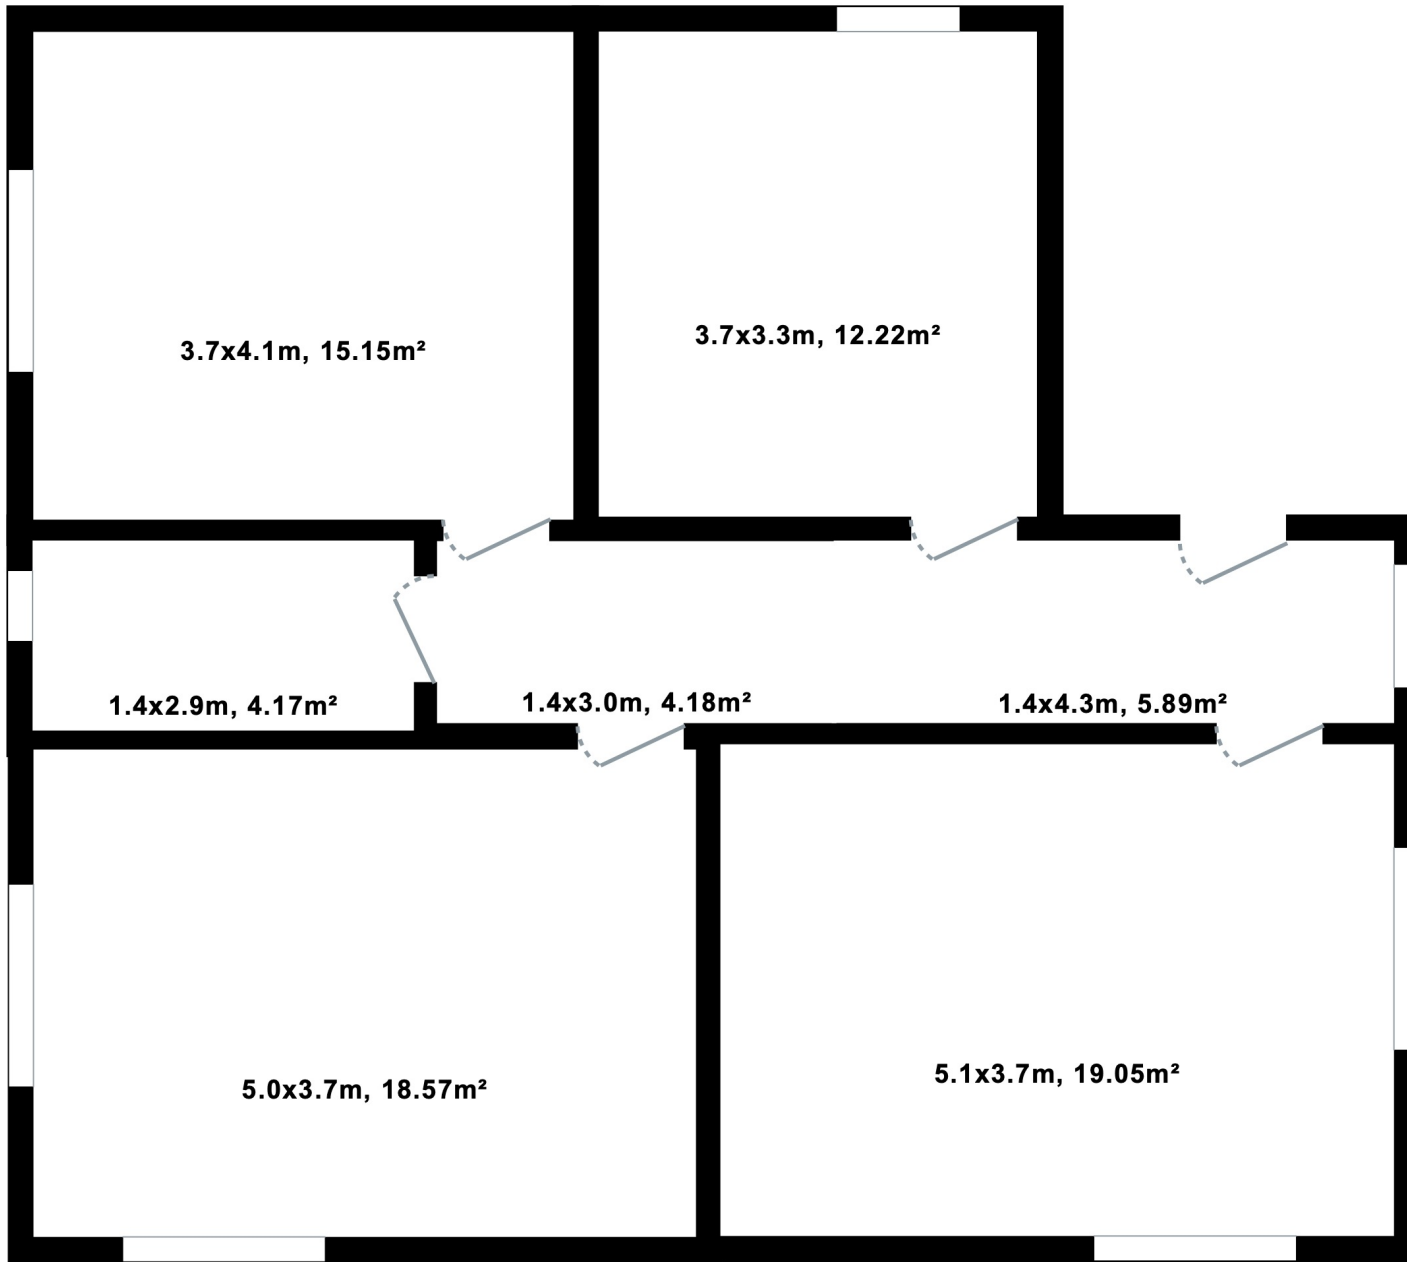 3.7x4.1m, 15.15m²
3.7x3.3m, 12.22m²
1.4x2.9m, 4.17m²
1.4x3.0m, 4.18m²
1.4x4.3m, 5.89m²
5.0x3.7m, 18.57m²
5.1x3.7m, 19.05m²